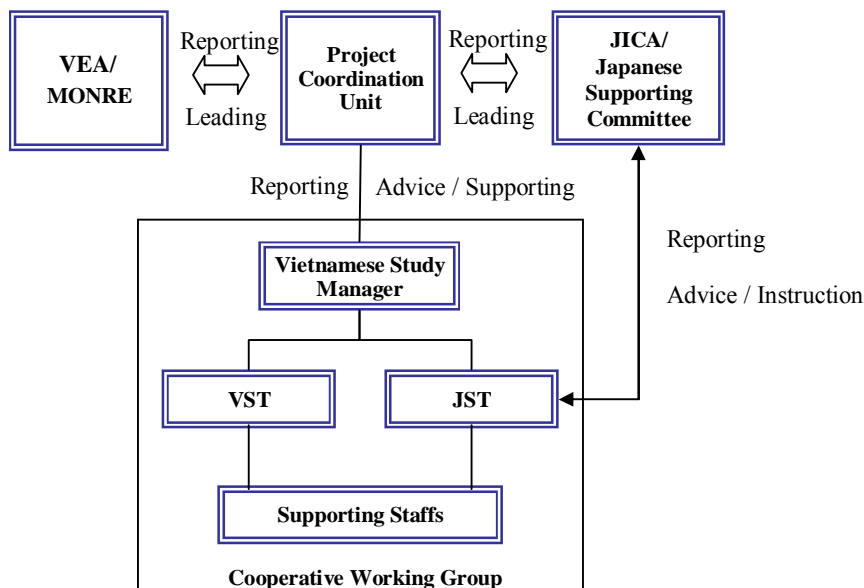 VEA/
MONRE
Reporting
Leading
Project
Coordination
Unit
Reporting
Leading
JICA/
Japanese
Supporting
Committee
Reporting
Advice / Supporting
Reporting
Advice / Instruction
Vietnamese Study
Manager
VST
JST
Supporting Staffs
Cooperative Working Group